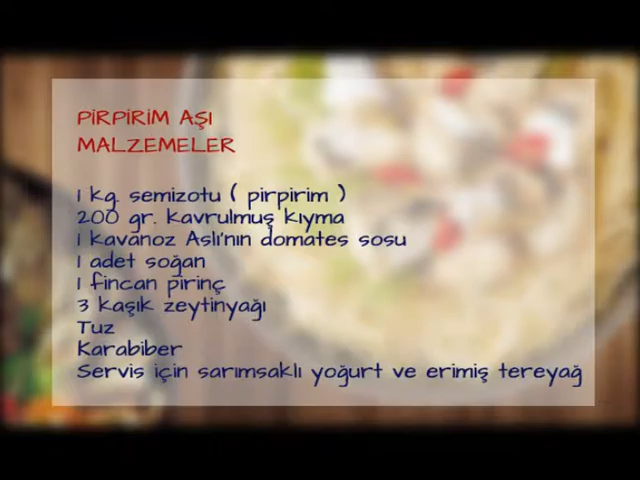 PİRPİRİM AŞI
MALZEMELER
1 kg. semizotu ( pirpirim )
200 gr. kavrulmuş kıyma
1 kavanoz Aslı'nın domates sosu
1 adet soğan
1 fincan pirinç
3 kaşık zeytinyağı
Tuz
Karabiber
Servis için sarımsaklı yoğurt ve erimiş tereyağ